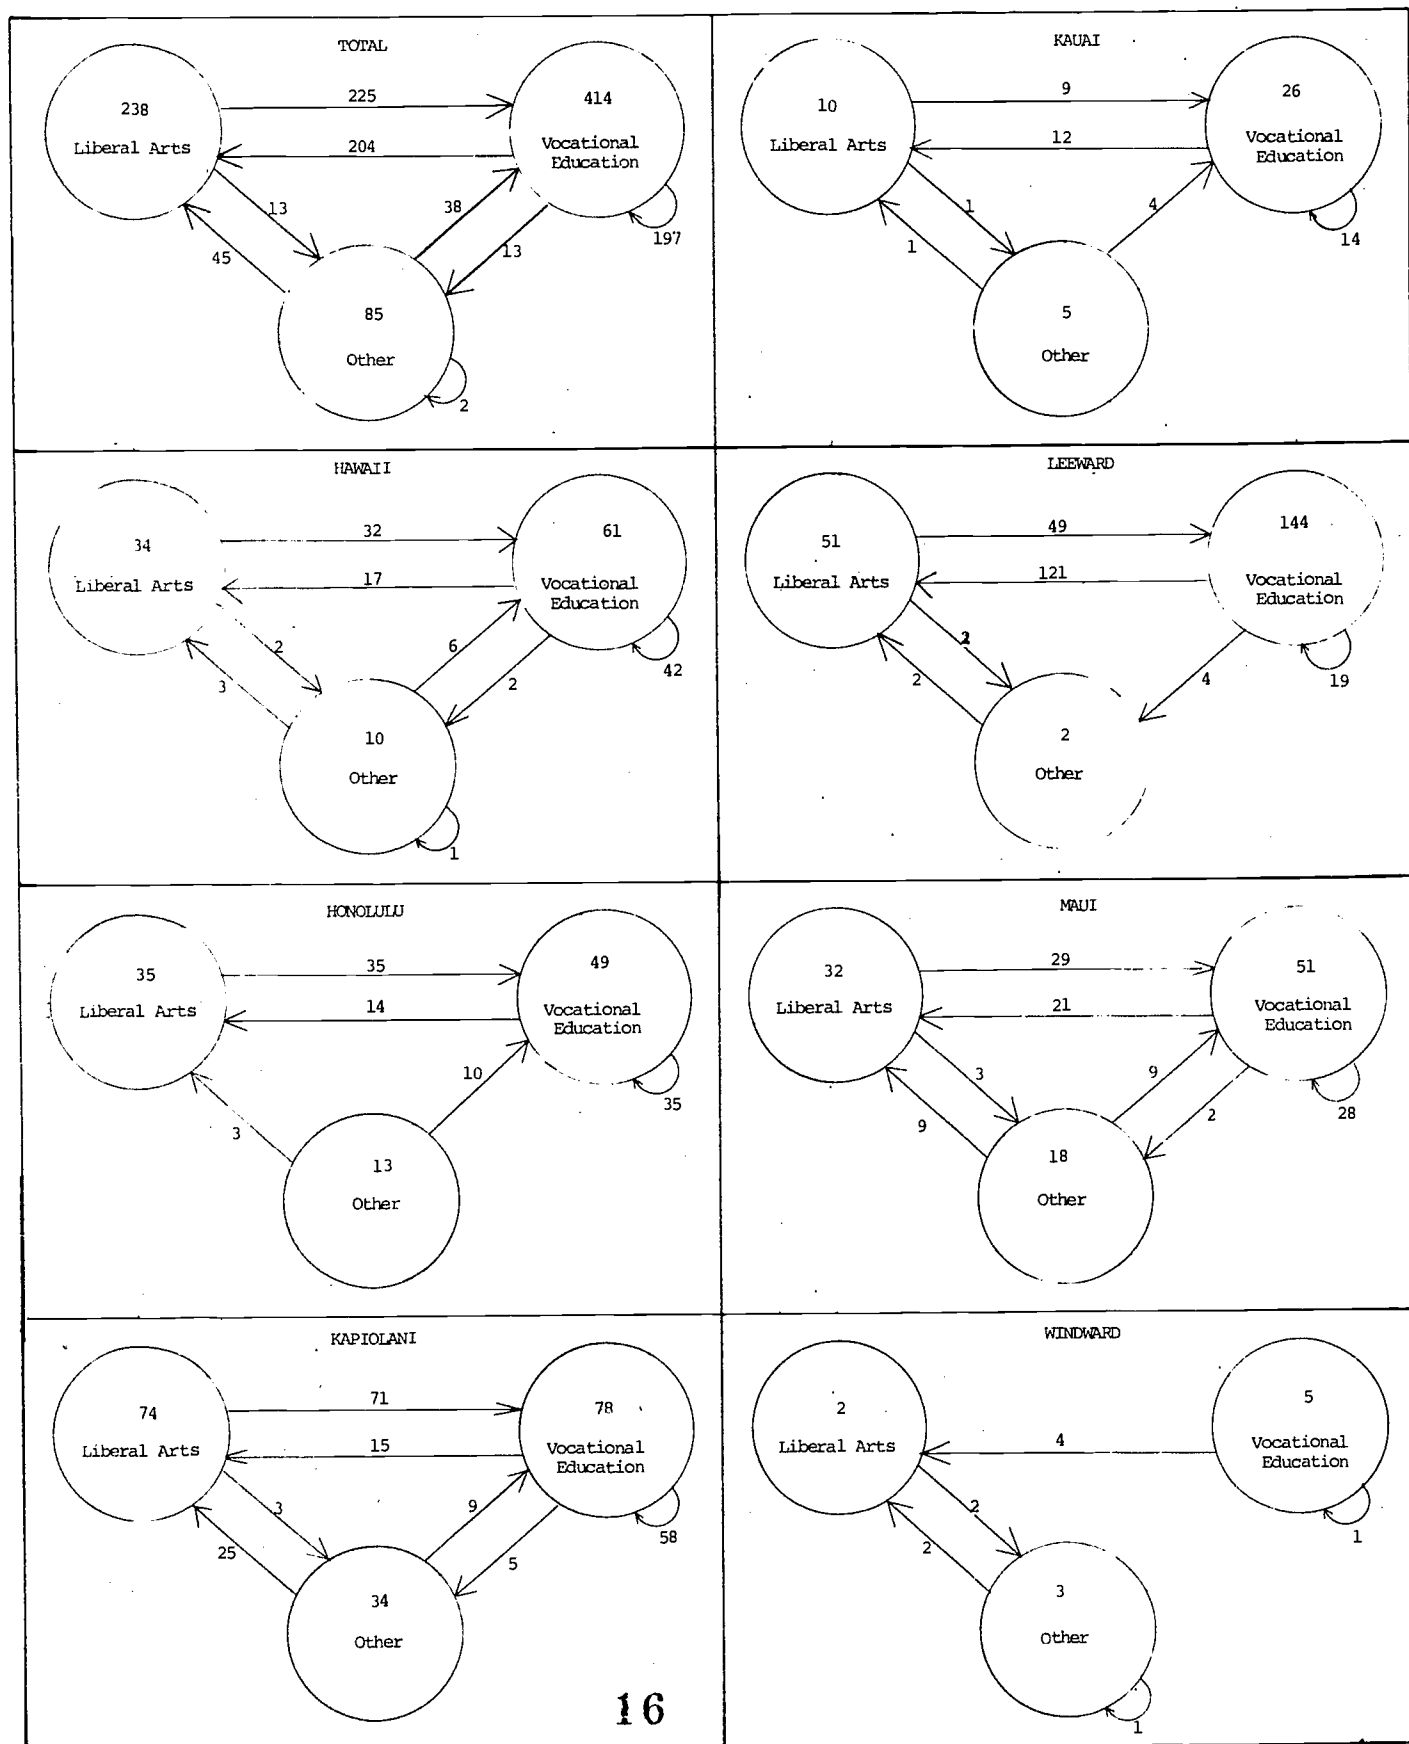 TOTAL
238
Liberal Arts
225
204
414
Vocational
Education
13
45
38
13
197
85
Other
2
KAUAI
10
Liberal Arts
9
12
26
Vocational
Education
1
1
4
14
5
Other
HAWAII
34
Liberal Arts
32
17
61
Vocational
Education
2
3
6
2
42
10
Other
1
LEEWARD
51
Liberal Arts
49
121
144
Vocational
Education
2
4
19
2
Other
HONOLULU
35
Liberal Arts
35
14
49
Vocational
Education
3
10
35
13
Other
MAUI
32
Liberal Arts
29
21
51
Vocational
Education
3
9
9
2
28
18
Other
KAPIOLANI
74
Liberal Arts
71
15
78
Vocational
Education
3
25
9
5
58
34
Other
WINDWARD
2
Liberal Arts
4
5
Vocational
Education
2
2
1
3
Other
1
16